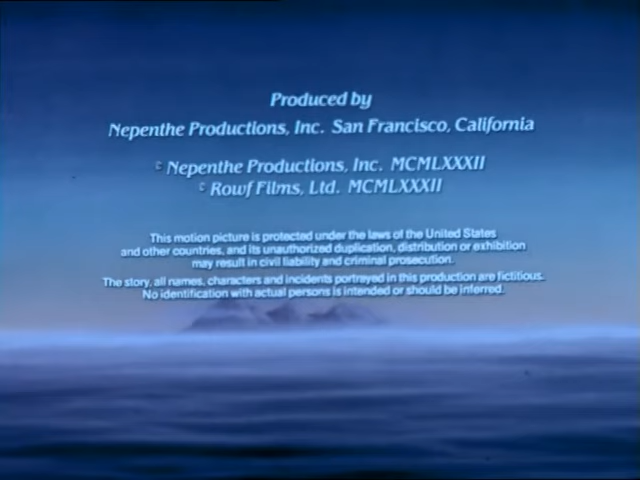 Produced by
Nepenthe Productions, Inc. San Francisco, California
© Nepenthe Productions, Inc. MCMLXXXII
© Rowf Films, Ltd. MCMLXXXII
This motion picture is protected under the laws of the United States
and other countries, and its unauthorized duplication, distribution or exhibition
may result in civil liability and criminal prosecution.
The story, all names, characters and incidents portrayed in this production are fictitious.
No identification with actual persons is intended or should be inferred.